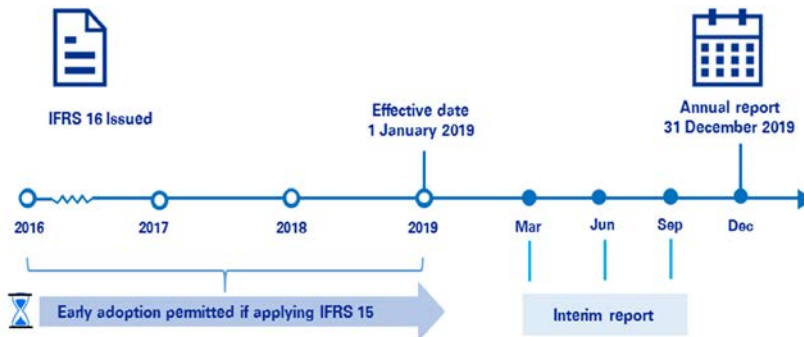 IFRS 16 Issued
Effective date
1 January 2019
Annual report
31 December 2019
2016
2017
2018
2019
Mar
Jun
Sep
Dec
Early adoption permitted if applying IFRS 15
Interim report